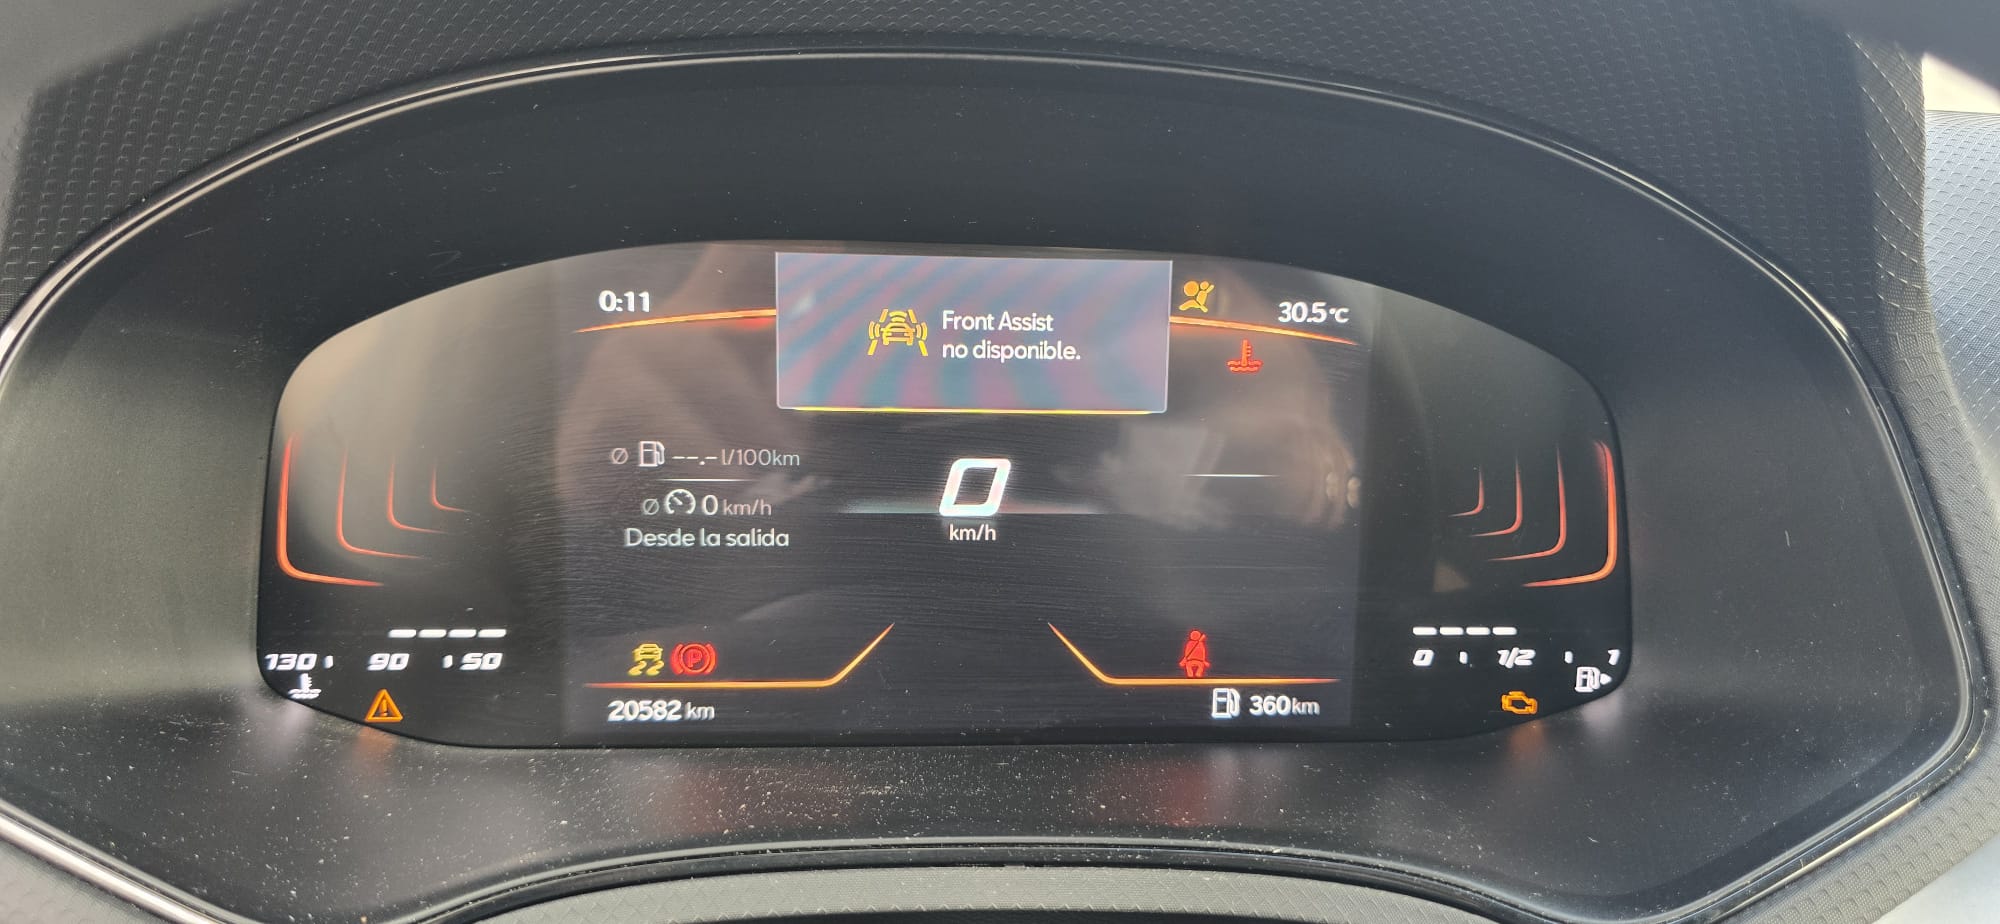 0:11
Front Assist
no disponible.
30.5°C
Ø --.- l/100km
Ø 0 km/h
Desde la salida
0
km/h
130 90 50
0 1/2 1
P
20582 km
360km